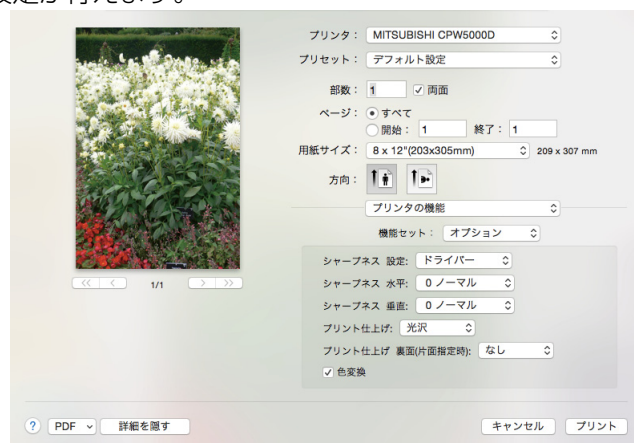 プリンタ： MITSUBISHI CPW5000D
プリセット： デフォルト設定
部数： 1 両面
ページ： すべて
開始： 1 終了： 1
用紙サイズ： 8 x 12"(203x305mm) 209 x 307 mm
方向：
プリンタの機能
機能セット： オプション
シャープネス 設定: ドライバー
シャープネス 水平: 0 ノーマル
シャープネス 垂直: 0 ノーマル
プリント仕上げ: 光沢
プリント仕上げ 裏面(片面指定時): なし
色変換
<< < 1/1 > >>
? PDF 詳細を隠す キャンセル プリント